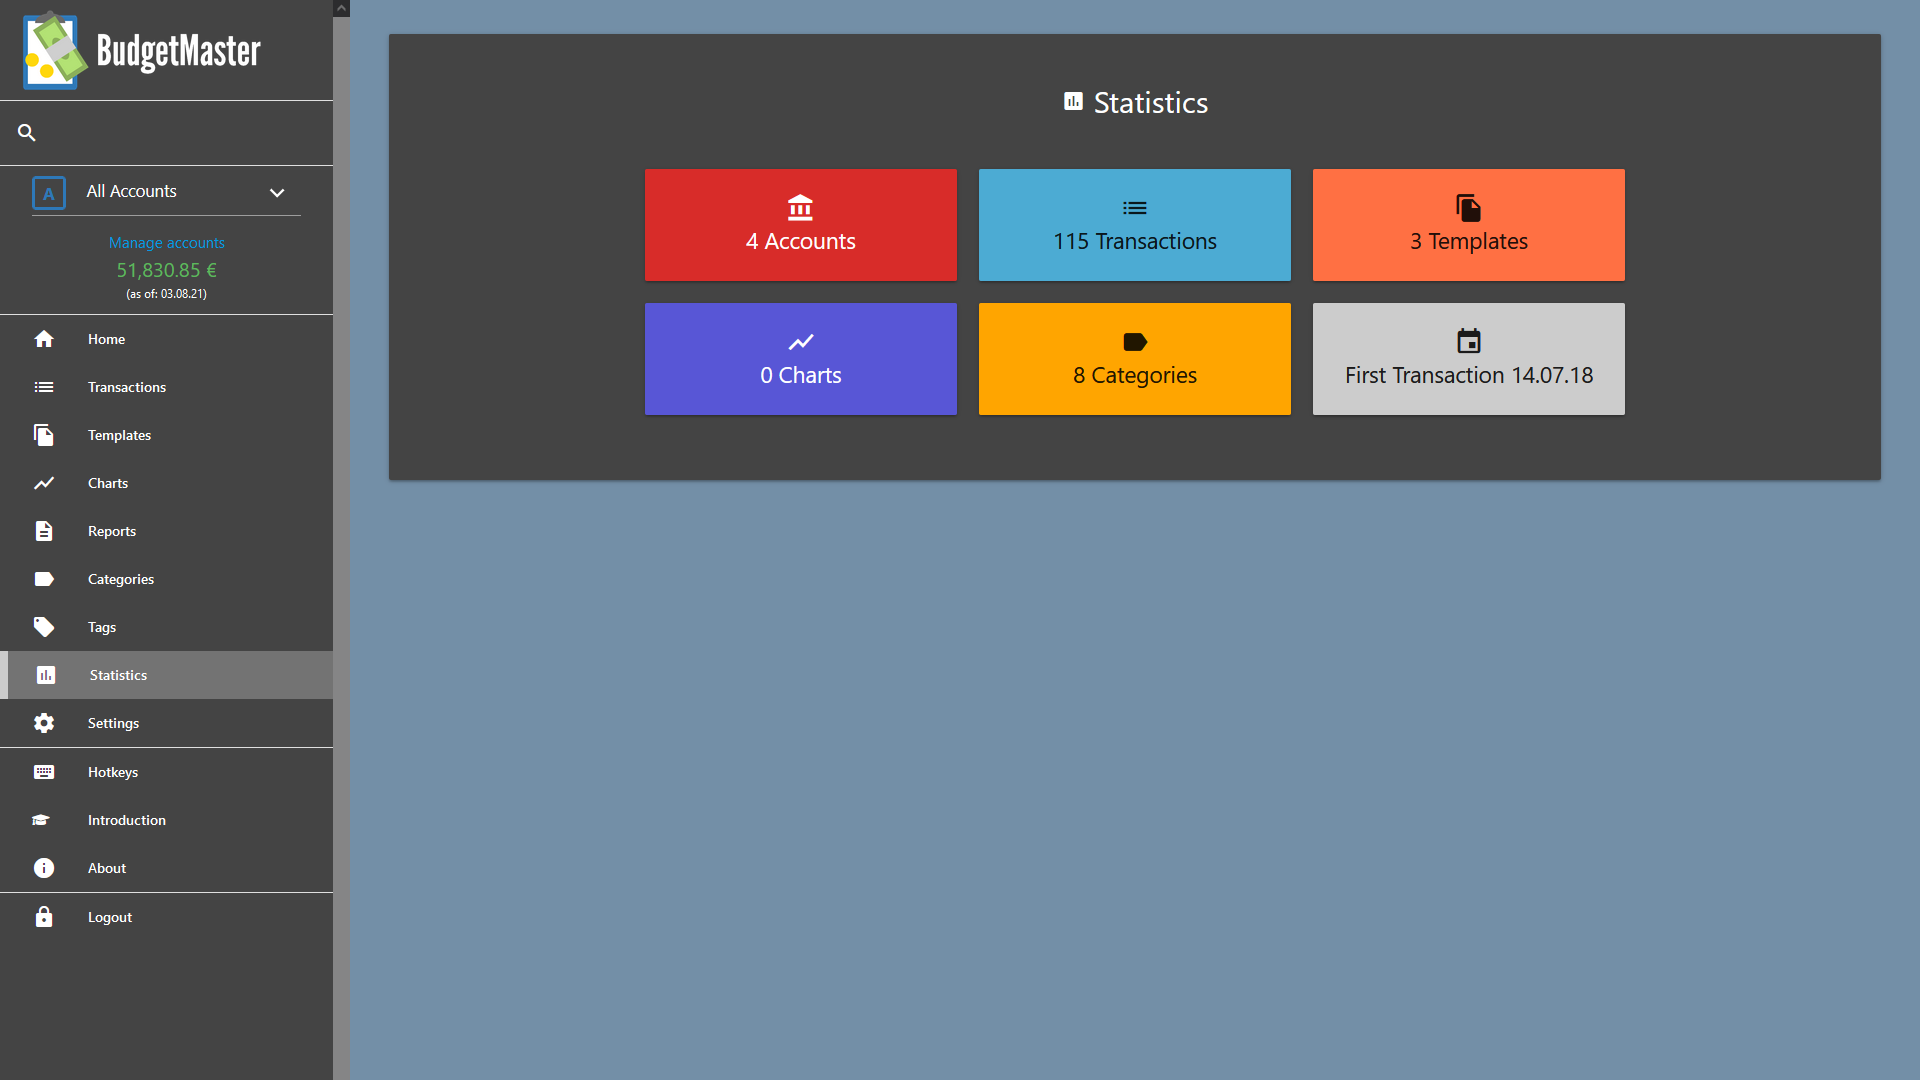 BudgetMaster
A
All Accounts
Manage accounts
51,830.85 €
(as of: 03.08.21)
Home
Transactions
Templates
Charts
Reports
Categories
Tags
Statistics
Settings
Hotkeys
Introduction
About
Logout
Statistics
4 Accounts
115 Transactions
3 Templates
0 Charts
8 Categories
First Transaction 14.07.18